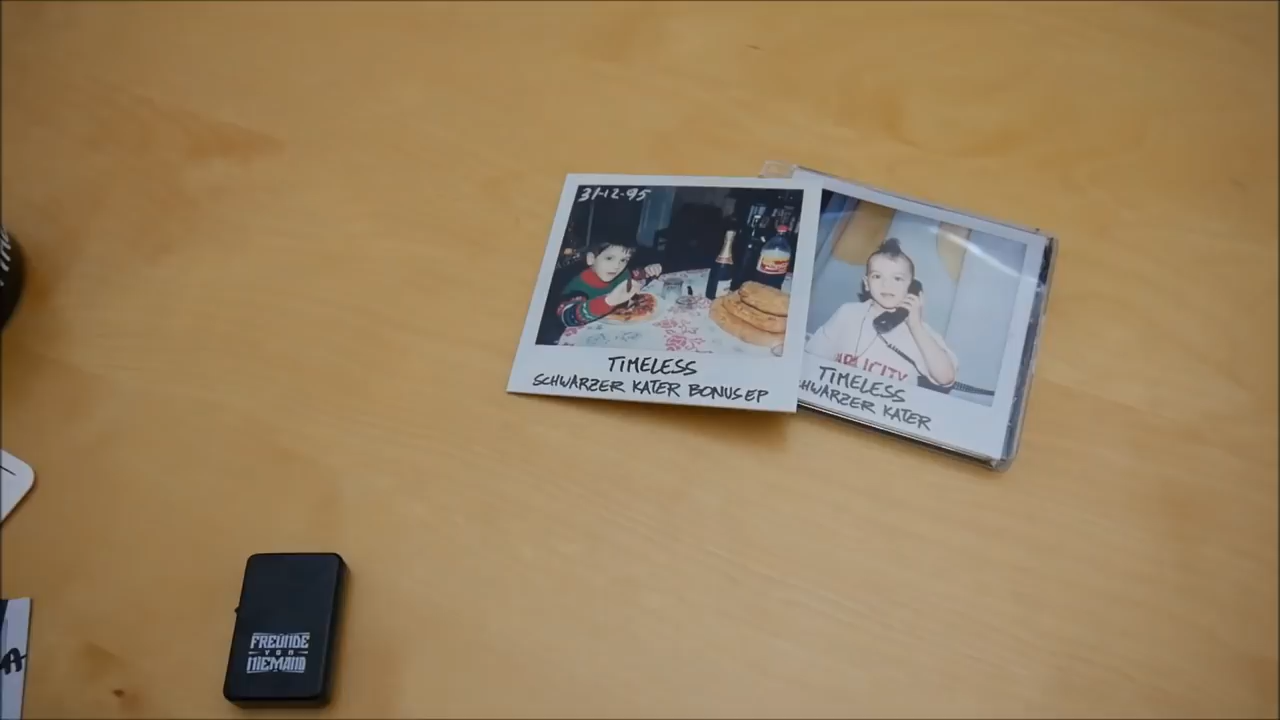 31-12-95
TIMELESS
SCHWARZER KATER BONUS EP
TIMELESS
SCHWARZER KATER
FREUNDE
VON
NIEMAND
A